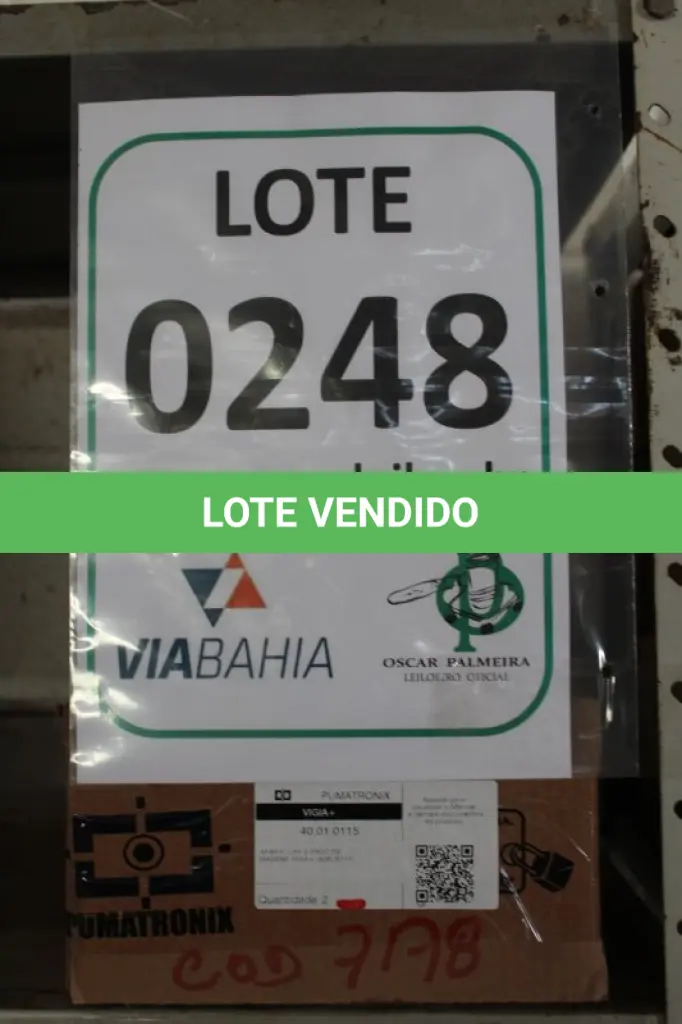 LOTE
0248
LOTE VENDIDO
VIABAHIA
OSCAR PALMEIRA
LEILOEIRO OFICIAL
PUMATRONIX
VIGIA+
40.01.0115
Quantidade 2
PUMATRONIX
COD 7178